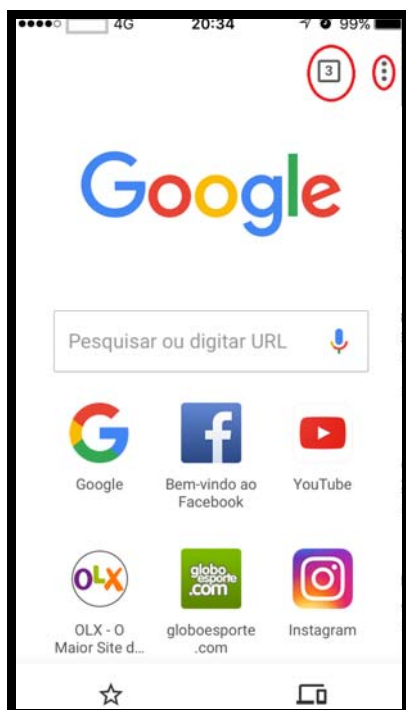 4G 20:34 99%
3
Google
Pesquisar ou digitar URL
Google
Bem-vindo ao
Facebook
YouTube
OLX
globo
esporte
.com
OLX - O
Maior Site d...
globoesporte
.com
Instagram